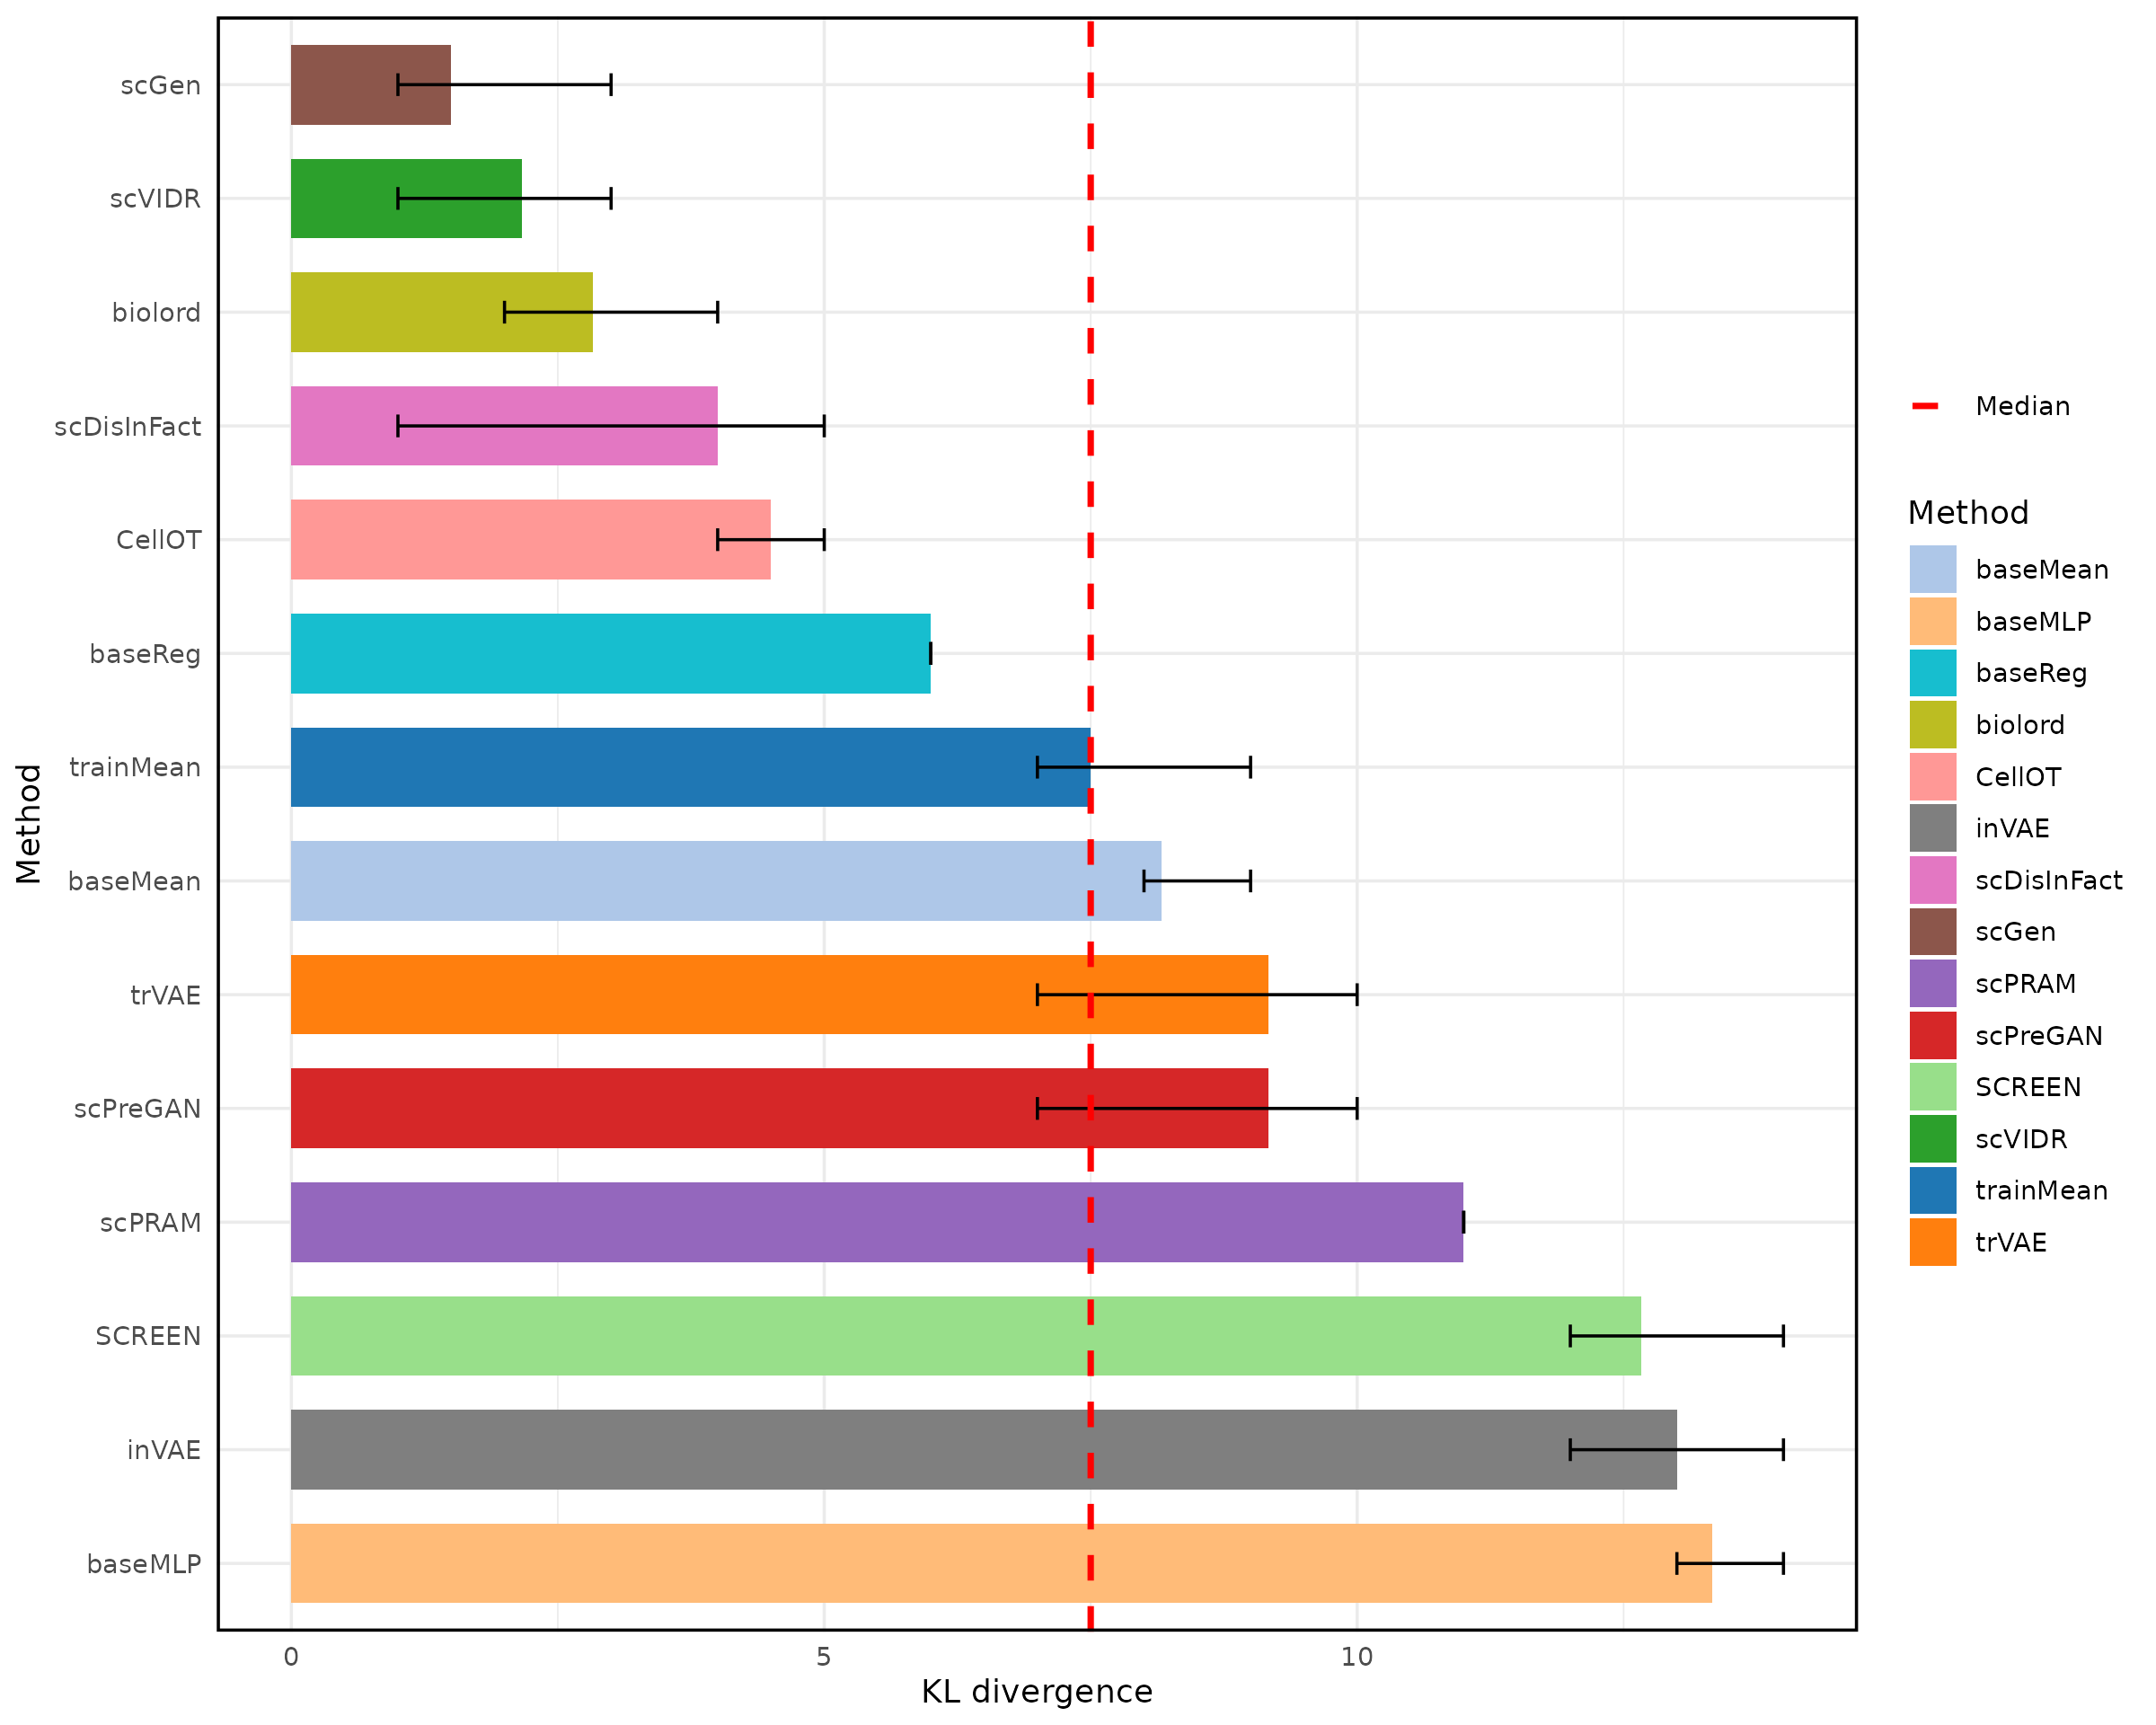 scGen
scVIDR
biolord
scDisInFact
CellOT
baseReg
trainMean
baseMean
trVAE
scPreGAN
scPRAM
SCREEN
inVAE
baseMLP
Method
0 5 10
KL divergence
Median
Method
baseMean
baseMLP
baseReg
biolord
CellOT
inVAE
scDisInFact
scGen
scPRAM
scPreGAN
SCREEN
scVIDR
trainMean
trVAE